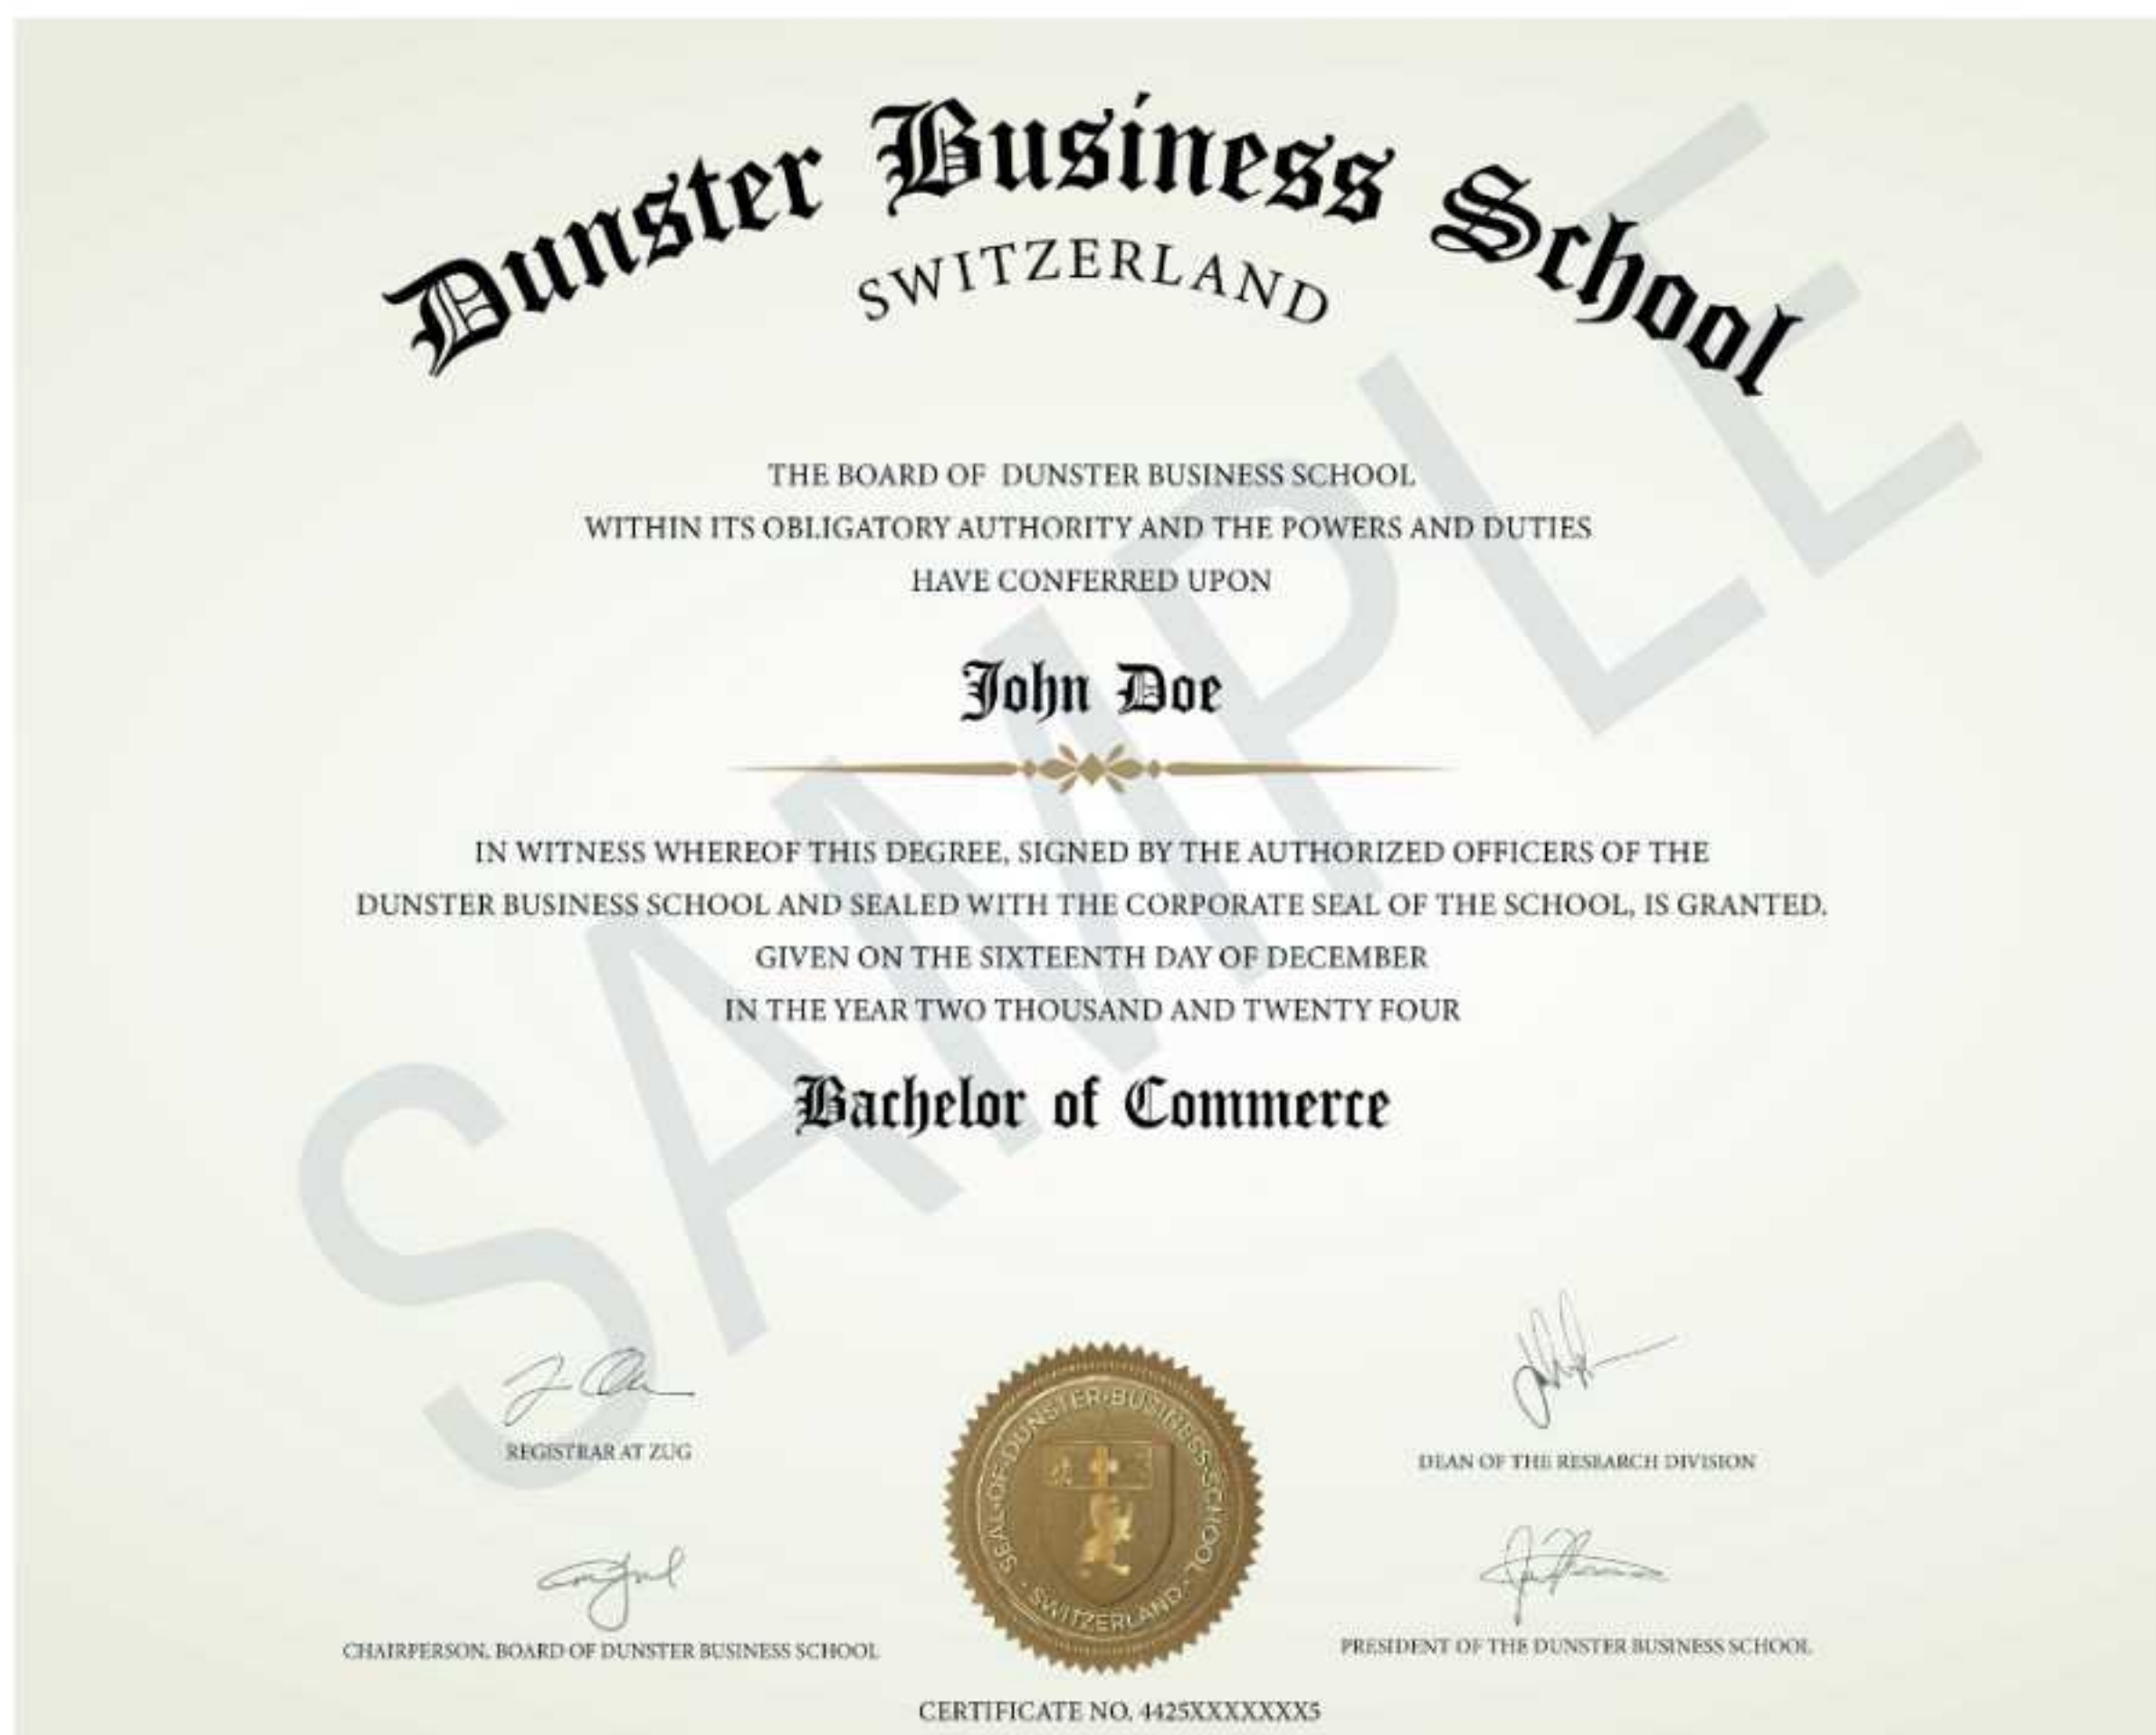 Dunster Business School
SWITZERLAND
THE BOARD OF DUNSTER BUSINESS SCHOOL
WITHIN ITS OBLIGATORY AUTHORITY AND THE POWERS AND DUTIES
HAVE CONFERRED UPON
John Doe
IN WITNESS WHEREOF THIS DEGREE, SIGNED BY THE AUTHORIZED OFFICERS OF THE
DUNSTER BUSINESS SCHOOL AND SEALED WITH THE CORPORATE SEAL OF THE SCHOOL, IS GRANTED.
GIVEN ON THE SIXTEENTH DAY OF DECEMBER
IN THE YEAR TWO THOUSAND AND TWENTY FOUR
Bachelor of Commerce
SAMPLE
REGISTRAR AT ZUG
DEAN OF THE RESEARCH DIVISION
SEAL·OF·DUNSTER·BUSINESS·SCHOOL
·SWITZERLAND·
CHAIRPERSON, BOARD OF DUNSTER BUSINESS SCHOOL
PRESIDENT OF THE DUNSTER BUSINESS SCHOOL
CERTIFICATE NO. 4425XXXXXXX5